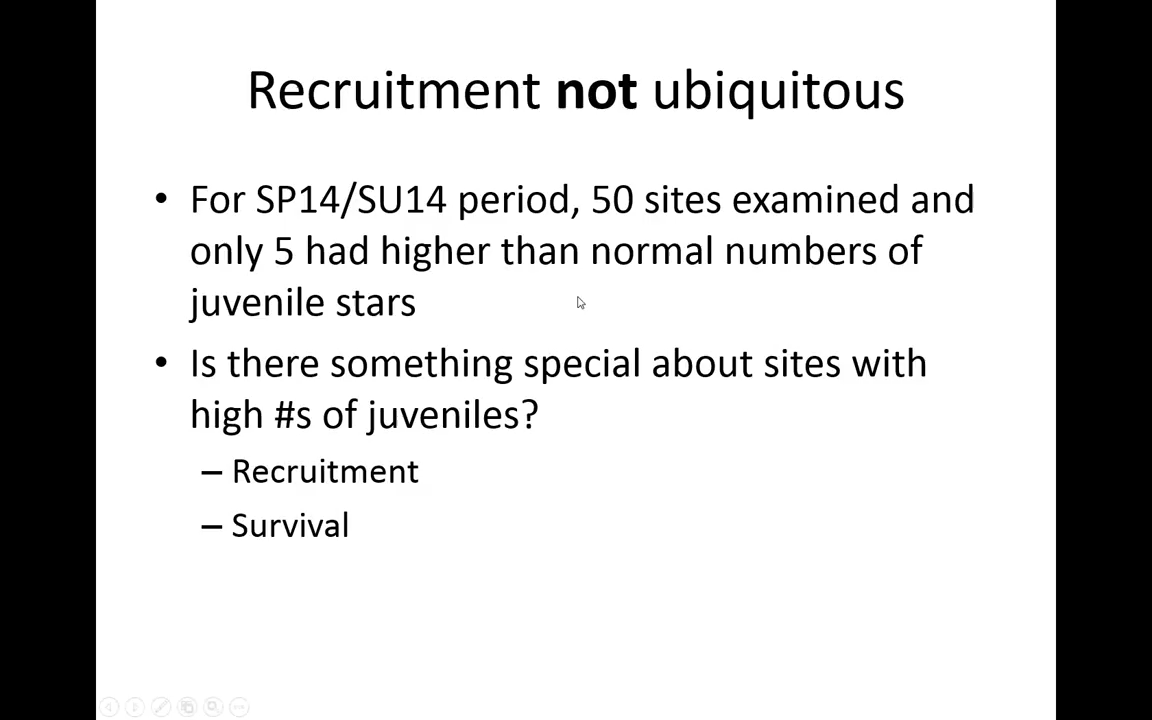 Recruitment not ubiquitous
• For SP14/SU14 period, 50 sites examined and
only 5 had higher than normal numbers of
juvenile stars
• Is there something special about sites with
high #s of juveniles?
– Recruitment
– Survival